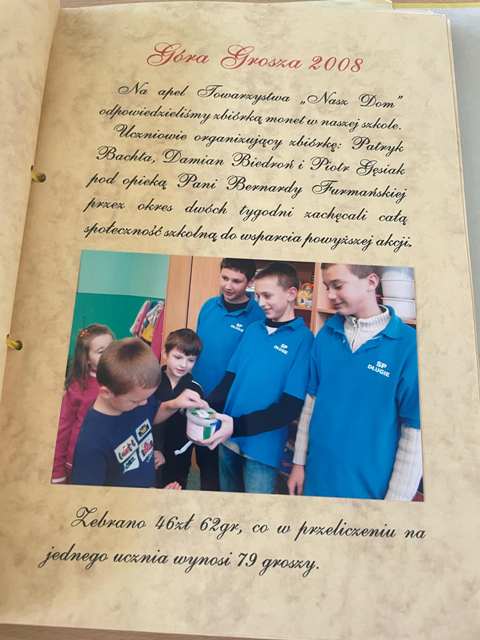 Góra Grosza 2008
Na apel Towarzystwa „Nasz Dom”
odpowiedzieliśmy zbiórką monet w naszej szkole.
Uczniowie organizujący zbiórkę: Patryk
Bachta, Damian Biedroń i Piotr Gęsiak
pod opieką Pani Bernardy Furmańskiej
przez okres dwóch tygodni zachęcali całą
społeczność szkolną do wsparcia powyższej akcji.
SP
DŁUGIE
SP
DŁUGIE
Zebrano 46zł 62gr, co w przeliczeniu na
jednego ucznia wynosi 79 groszy.